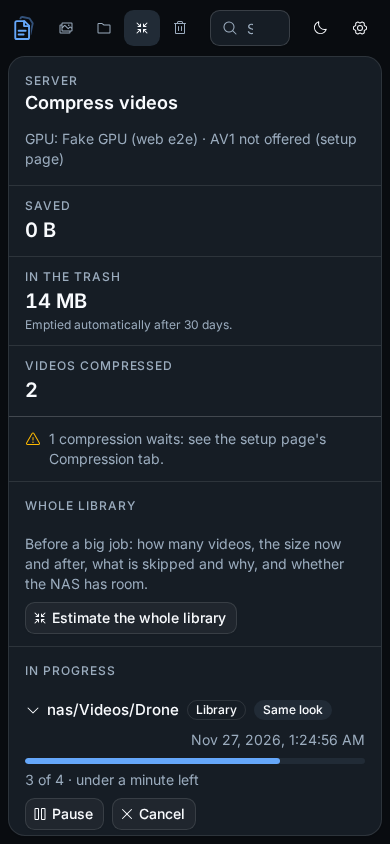 S
SERVER
Compress videos
GPU: Fake GPU (web e2e) · AV1 not offered (setup
page)
SAVED
0 B
IN THE TRASH
14 MB
Emptied automatically after 30 days.
VIDEOS COMPRESSED
2
1 compression waits: see the setup page's
Compression tab.
WHOLE LIBRARY
Before a big job: how many videos, the size now
and after, what is skipped and why, and whether
the NAS has room.
Estimate the whole library
IN PROGRESS
nas/Videos/Drone Library Same look
Nov 27, 2026, 1:24:56 AM
3 of 4 · under a minute left
Pause Cancel